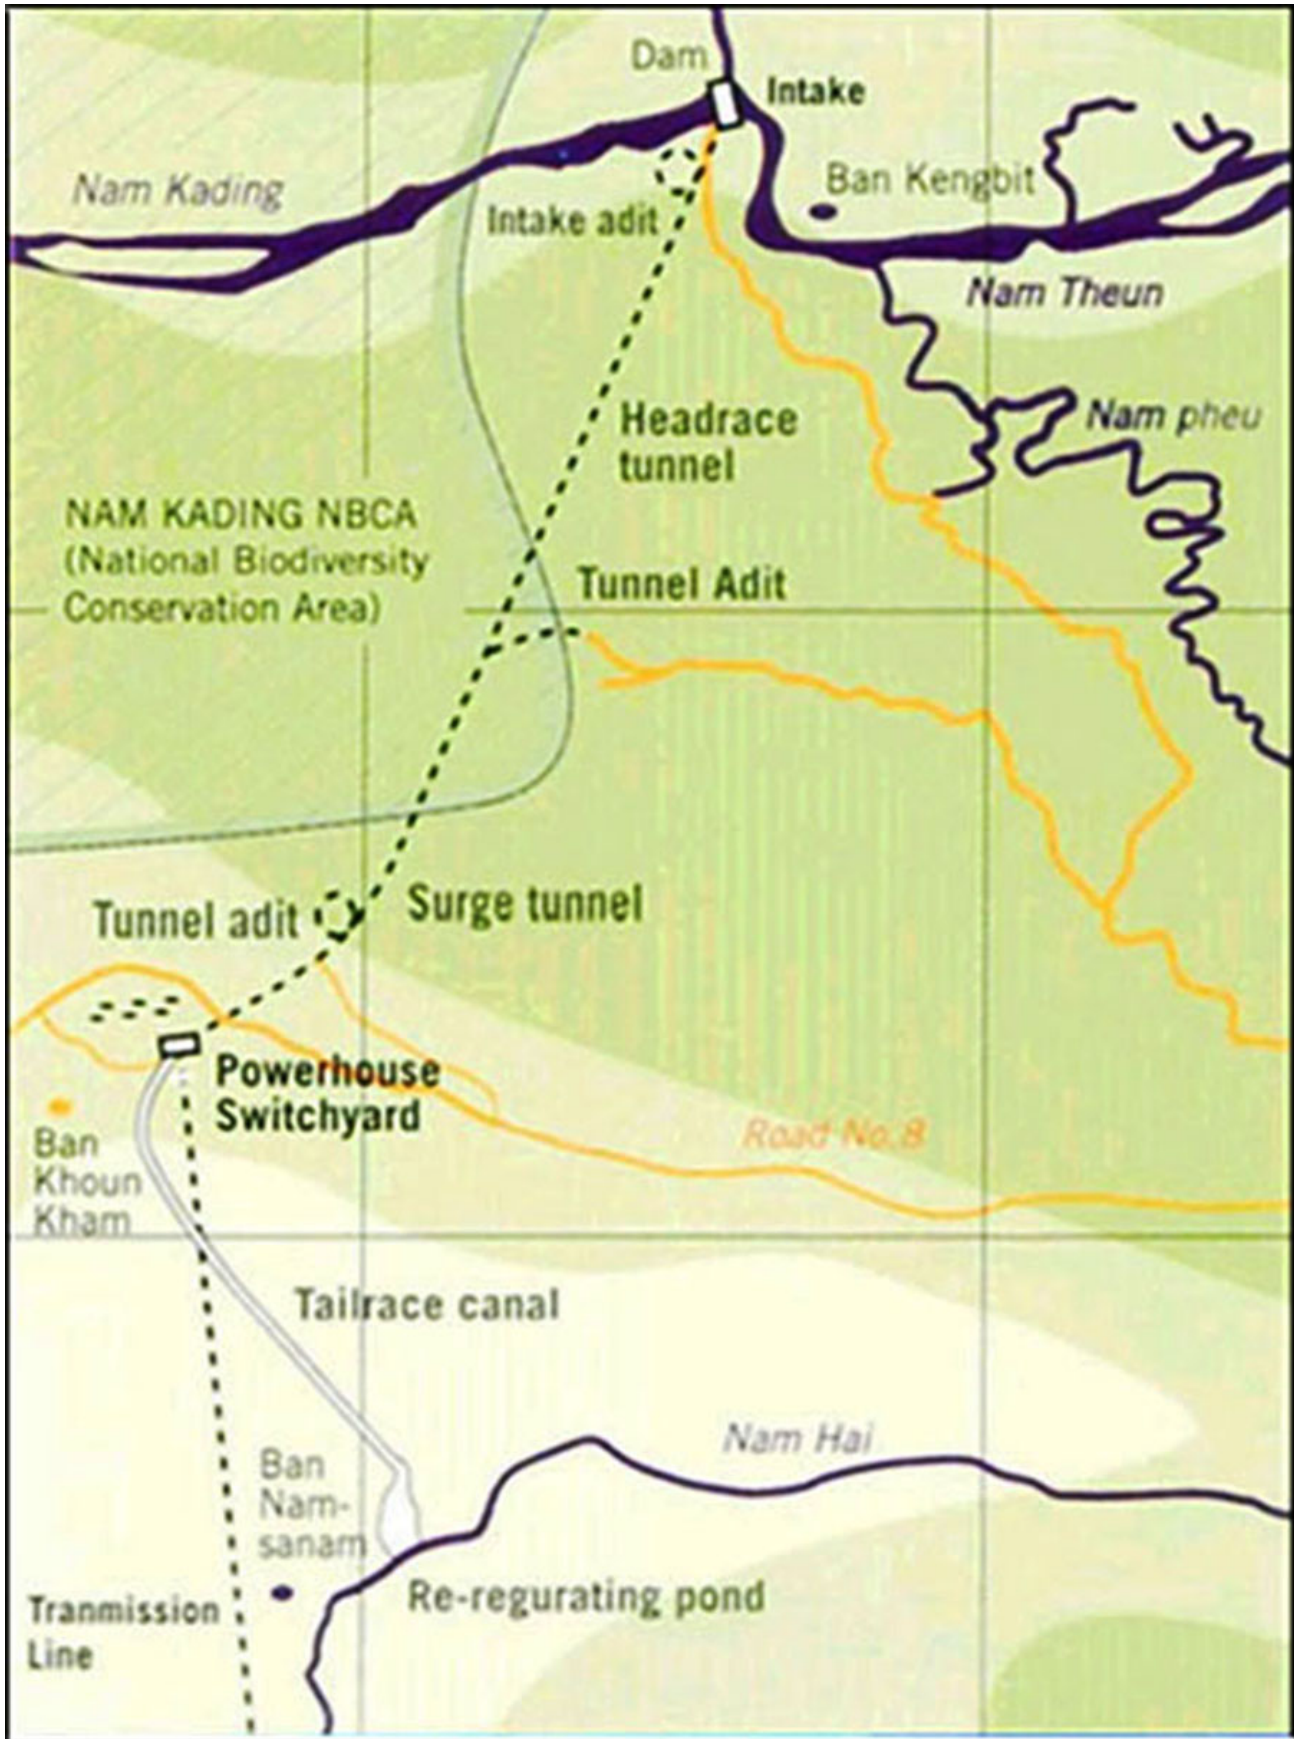 Dam
Intake
Nam Kading
Ban Kengbit
Intake adit
Nam Theun
Headrace
tunnel
Nam pheu
NAM KADING NBCA
(National Biodiversity
Conservation Area)
Tunnel Adit
Tunnel adit
Surge tunnel
Powerhouse
Switchyard
Road No.8
Ban
Khoun
Kham
Tailrace canal
Nam Hai
Ban
Nam-
sanam
Re-regurating pond
Tranmission
Line